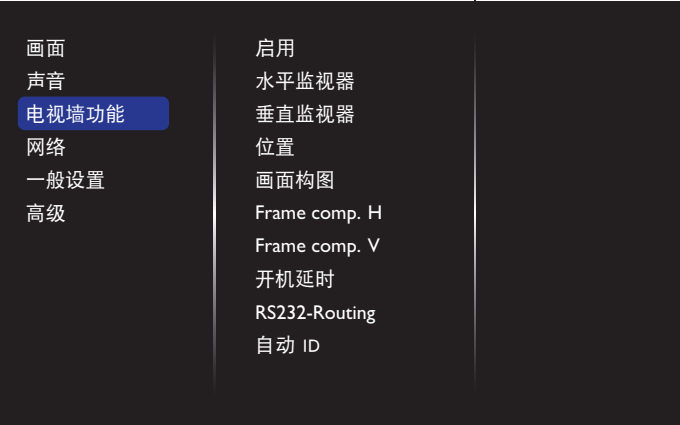 画面
声音
电视墙功能
网络
一般设置
高级
启用
水平监视器
垂直监视器
位置
画面构图
Frame comp. H
Frame comp. V
开机延时
RS232-Routing
自动 ID